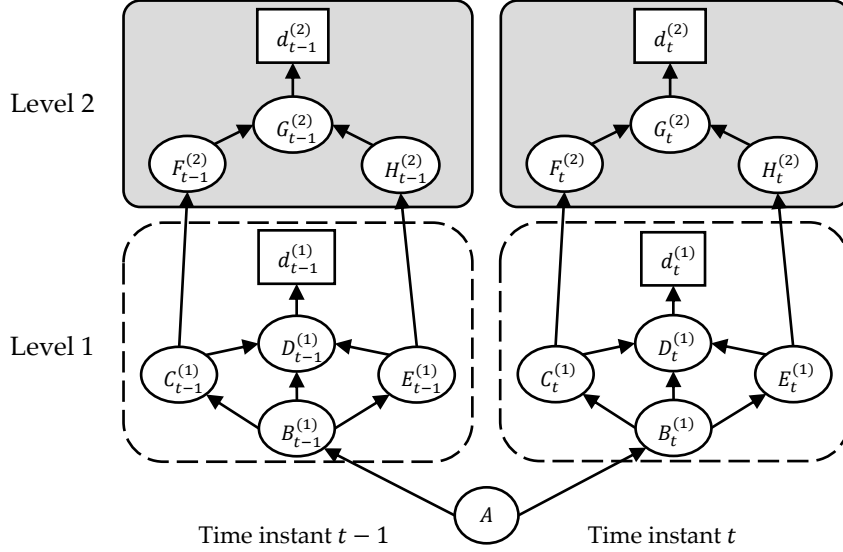 d_{t-1}^{(2)} d_t^{(2)}
Level 2
G_{t-1}^{(2)} G_t^{(2)}
F_{t-1}^{(2)} H_{t-1}^{(2)} F_t^{(2)} H_t^{(2)}
d_{t-1}^{(1)} d_t^{(1)}
Level 1
D_{t-1}^{(1)} D_t^{(1)}
C_{t-1}^{(1)} E_{t-1}^{(1)} C_t^{(1)} E_t^{(1)}
B_{t-1}^{(1)} B_t^{(1)}
A
Time instant t − 1 Time instant t